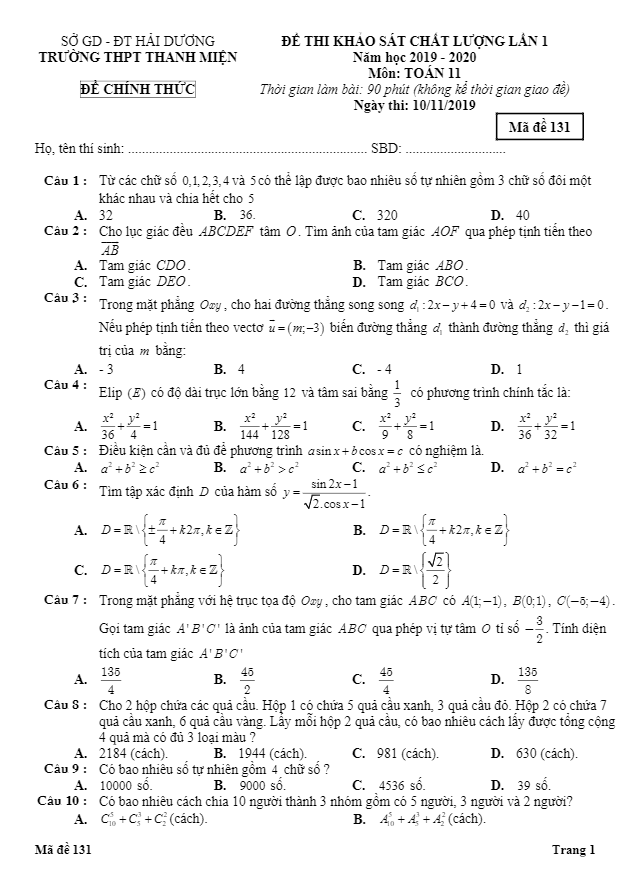 SỞ GD - ĐT HẢI DƯƠNG
TRƯỜNG THPT THANH MIỆN
ĐỀ CHÍNH THỨC
ĐỀ THI KHẢO SÁT CHẤT LƯỢNG LẦN 1
Năm học 2019 - 2020
Môn: TOÁN 11
Thời gian làm bài: 90 phút (không kể thời gian giao đề)
Ngày thi: 10/11/2019
Mã đề 131
Họ, tên thí sinh: ..................................................................... SBD: .............................
Câu 1 : Từ các chữ số 0,1,2,3,4 và 5 có thể lập được bao nhiêu số tự nhiên gồm 3 chữ số đôi một
khác nhau và chia hết cho 5
A. 32 B. 36. C. 320 D. 40
Câu 2 : Cho lục giác đều ABCDEF tâm O. Tìm ảnh của tam giác AOF qua phép tịnh tiến theo
$\overline{AB}$
A. Tam giác CDO. B. Tam giác ABO.
C. Tam giác DEO. D. Tam giác BCO.
Câu 3 : Trong mặt phẳng Oxy, cho hai đường thẳng song song d₁: 2x−y+4=0 và d₂: 2x−y−1=0.
Nếu phép tịnh tiến theo vectơ $\overline{u}$=(m;−3) biến đường thẳng d₁ thành đường thẳng d₂ thì giá
trị của m bằng:
A. - 3 B. 4 C. - 4 D. 1
Câu 4 : Elip (E) có độ dài trục lớn bằng 12 và tâm sai bằng $\frac{1}{3}$ có phương trình chính tắc là:
A. $\frac{x^2}{36}+\frac{y^2}{4}=1$ B. $\frac{x^2}{144}+\frac{y^2}{128}=1$ C. $\frac{x^2}{9}+\frac{y^2}{8}=1$ D. $\frac{x^2}{36}+\frac{y^2}{32}=1$
Câu 5 : Điều kiện cần và đủ để phương trình a sin x + b cos x = c có nghiệm là.
A. a²+b²≥c² B. a²+b²>c² C. a²+b²≤c² D. a²+b²=c²
Câu 6 : Tìm tập xác định D của hàm số $y=\frac{\sin 2x-1}{\sqrt{2}.\cos x-1}$.
A. $D=\mathbb{R}\setminus\left\{\pm\frac{\pi}{4}+k2\pi,k\in\mathbb{Z}\right\}$ B. $D=\mathbb{R}\setminus\left\{\frac{\pi}{4}+k2\pi,k\in\mathbb{Z}\right\}$
C. $D=\mathbb{R}\setminus\left\{\frac{\pi}{4}+k\pi,k\in\mathbb{Z}\right\}$ D. $D=\mathbb{R}\setminus\left\{\frac{\sqrt{2}}{2}\right\}$
Câu 7 : Trong mặt phẳng với hệ trục tọa độ Oxy, cho tam giác ABC có A(1;−1), B(0;1), C(−5;−4).
Gọi tam giác A'B'C' là ảnh của tam giác ABC qua phép vị tự tâm O tỉ số $-\frac{3}{2}$. Tính diện
tích của tam giác A'B'C'
A. $\frac{135}{4}$ B. $\frac{45}{2}$ C. $\frac{45}{4}$ D. $\frac{135}{8}$
Câu 8 : Cho 2 hộp chứa các quả cầu. Hộp 1 có chứa 5 quả cầu xanh, 3 quả cầu đỏ. Hộp 2 có chứa 7
quả cầu xanh, 6 quả cầu vàng. Lấy mỗi hộp 2 quả cầu, có bao nhiêu cách lấy được tổng cộng
4 quả mà có đủ 3 loại màu ?
A. 2184 (cách). B. 1944 (cách). C. 981 (cách). D. 630 (cách).
Câu 9 : Có bao nhiêu số tự nhiên gồm 4 chữ số ?
A. 10000 số. B. 9000 số. C. 4536 số. D. 39 số.
Câu 10 : Có bao nhiêu cách chia 10 người thành 3 nhóm gồm có 5 người, 3 người và 2 người?
A. $C_{10}^5+C_5^3+C_2^2$ (cách). B. $A_{10}^5+A_5^3+A_2^2$ (cách).
Mã đề 131 Trang 1